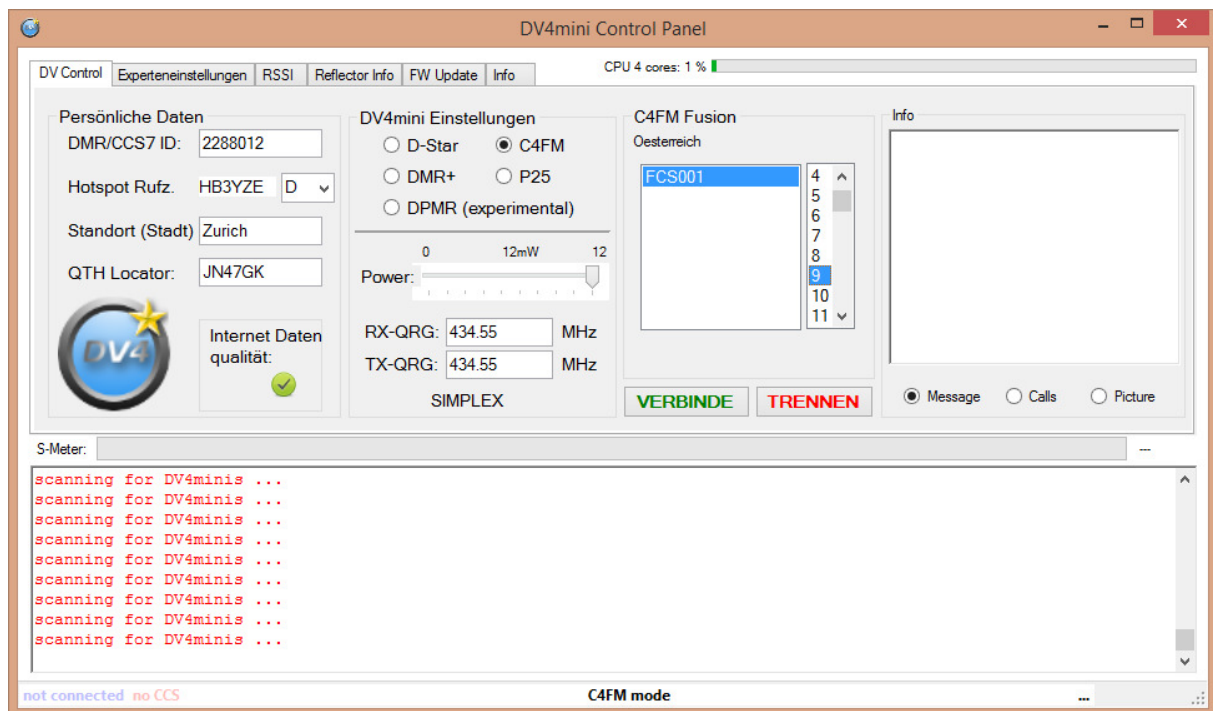 DV4mini Control Panel
DV Control Experteneinstellungen RSSI Reflector Info FW Update Info
CPU 4 cores: 1 %
Persönliche Daten
DMR/CCS7 ID: 2288012
Hotspot Rufz. HB3YZE D
Standort (Stadt) Zurich
QTH Locator: JN47GK
DV4
Internet Daten
qualität:
DV4mini Einstellungen
D-Star C4FM
DMR+ P25
DPMR (experimental)
0 12mW 12
Power:
RX-QRG: 434.55 MHz
TX-QRG: 434.55 MHz
SIMPLEX
C4FM Fusion
Oesterreich
FCS001
4
5
6
7
8
9
10
11
VERBINDE TRENNEN
Info
Message Calls Picture
S-Meter: ---
scanning for DV4minis ...
scanning for DV4minis ...
scanning for DV4minis ...
scanning for DV4minis ...
scanning for DV4minis ...
scanning for DV4minis ...
scanning for DV4minis ...
scanning for DV4minis ...
scanning for DV4minis ...
not connected no CCS C4FM mode ...